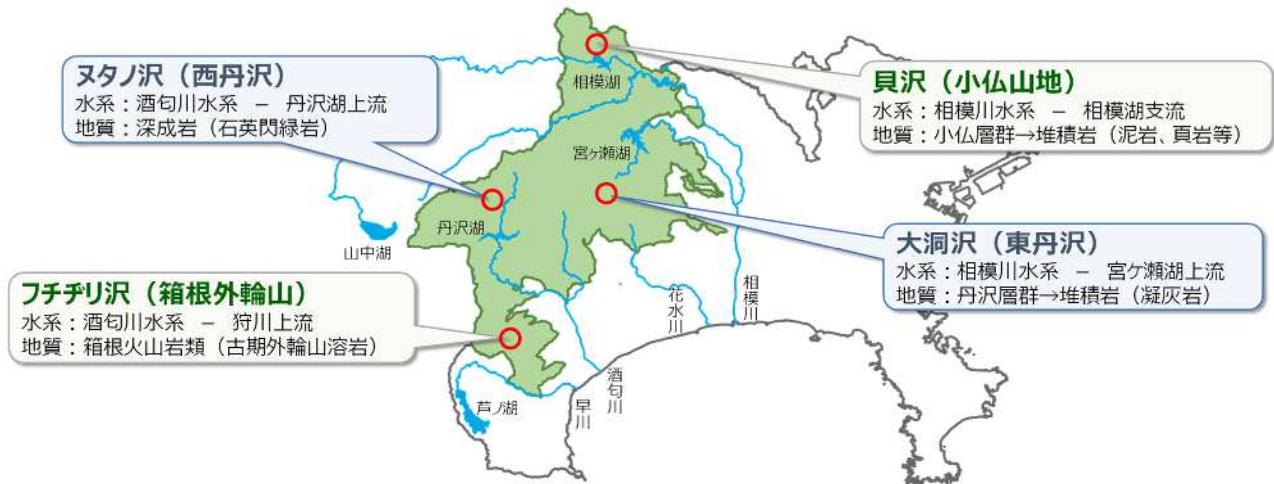 ヌタノ沢（西丹沢）
水系：酒匂川水系 － 丹沢湖上流
地質：深成岩（石英閃緑岩）
貝沢（小仏山地）
水系：相模川水系 － 相模湖支流
地質：小仏層群→堆積岩（泥岩、頁岩等）
相模湖
宮ケ瀬湖
丹沢湖
山中湖
大洞沢（東丹沢）
水系：相模川水系 － 宮ケ瀬湖上流
地質：丹沢層群→堆積岩（凝灰岩）
フチヂリ沢（箱根外輪山）
水系：酒匂川水系 － 狩川上流
地質：箱根火山岩類（古期外輪山溶岩）
相模川
花水川
酒匂川
早川
芦ノ湖